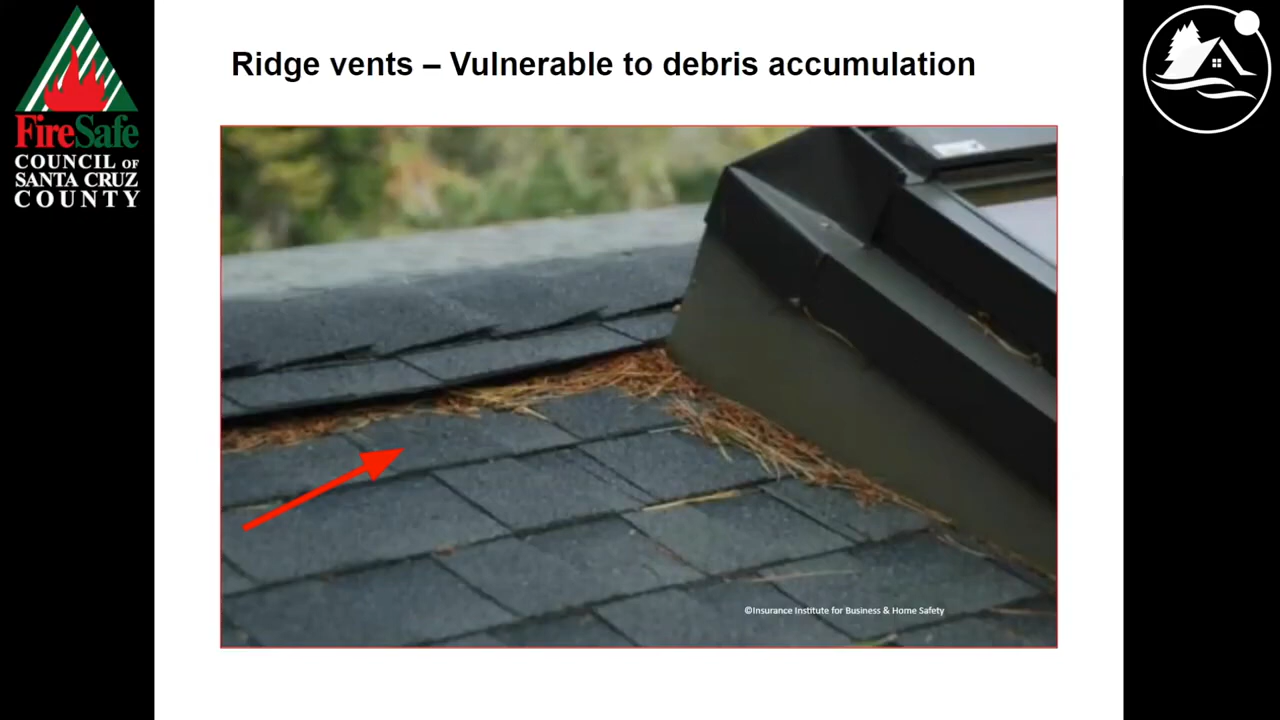 Ridge vents – Vulnerable to debris accumulation
FireSafe
COUNCIL OF
SANTA CRUZ
COUNTY
©Insurance Institute for Business & Home Safety